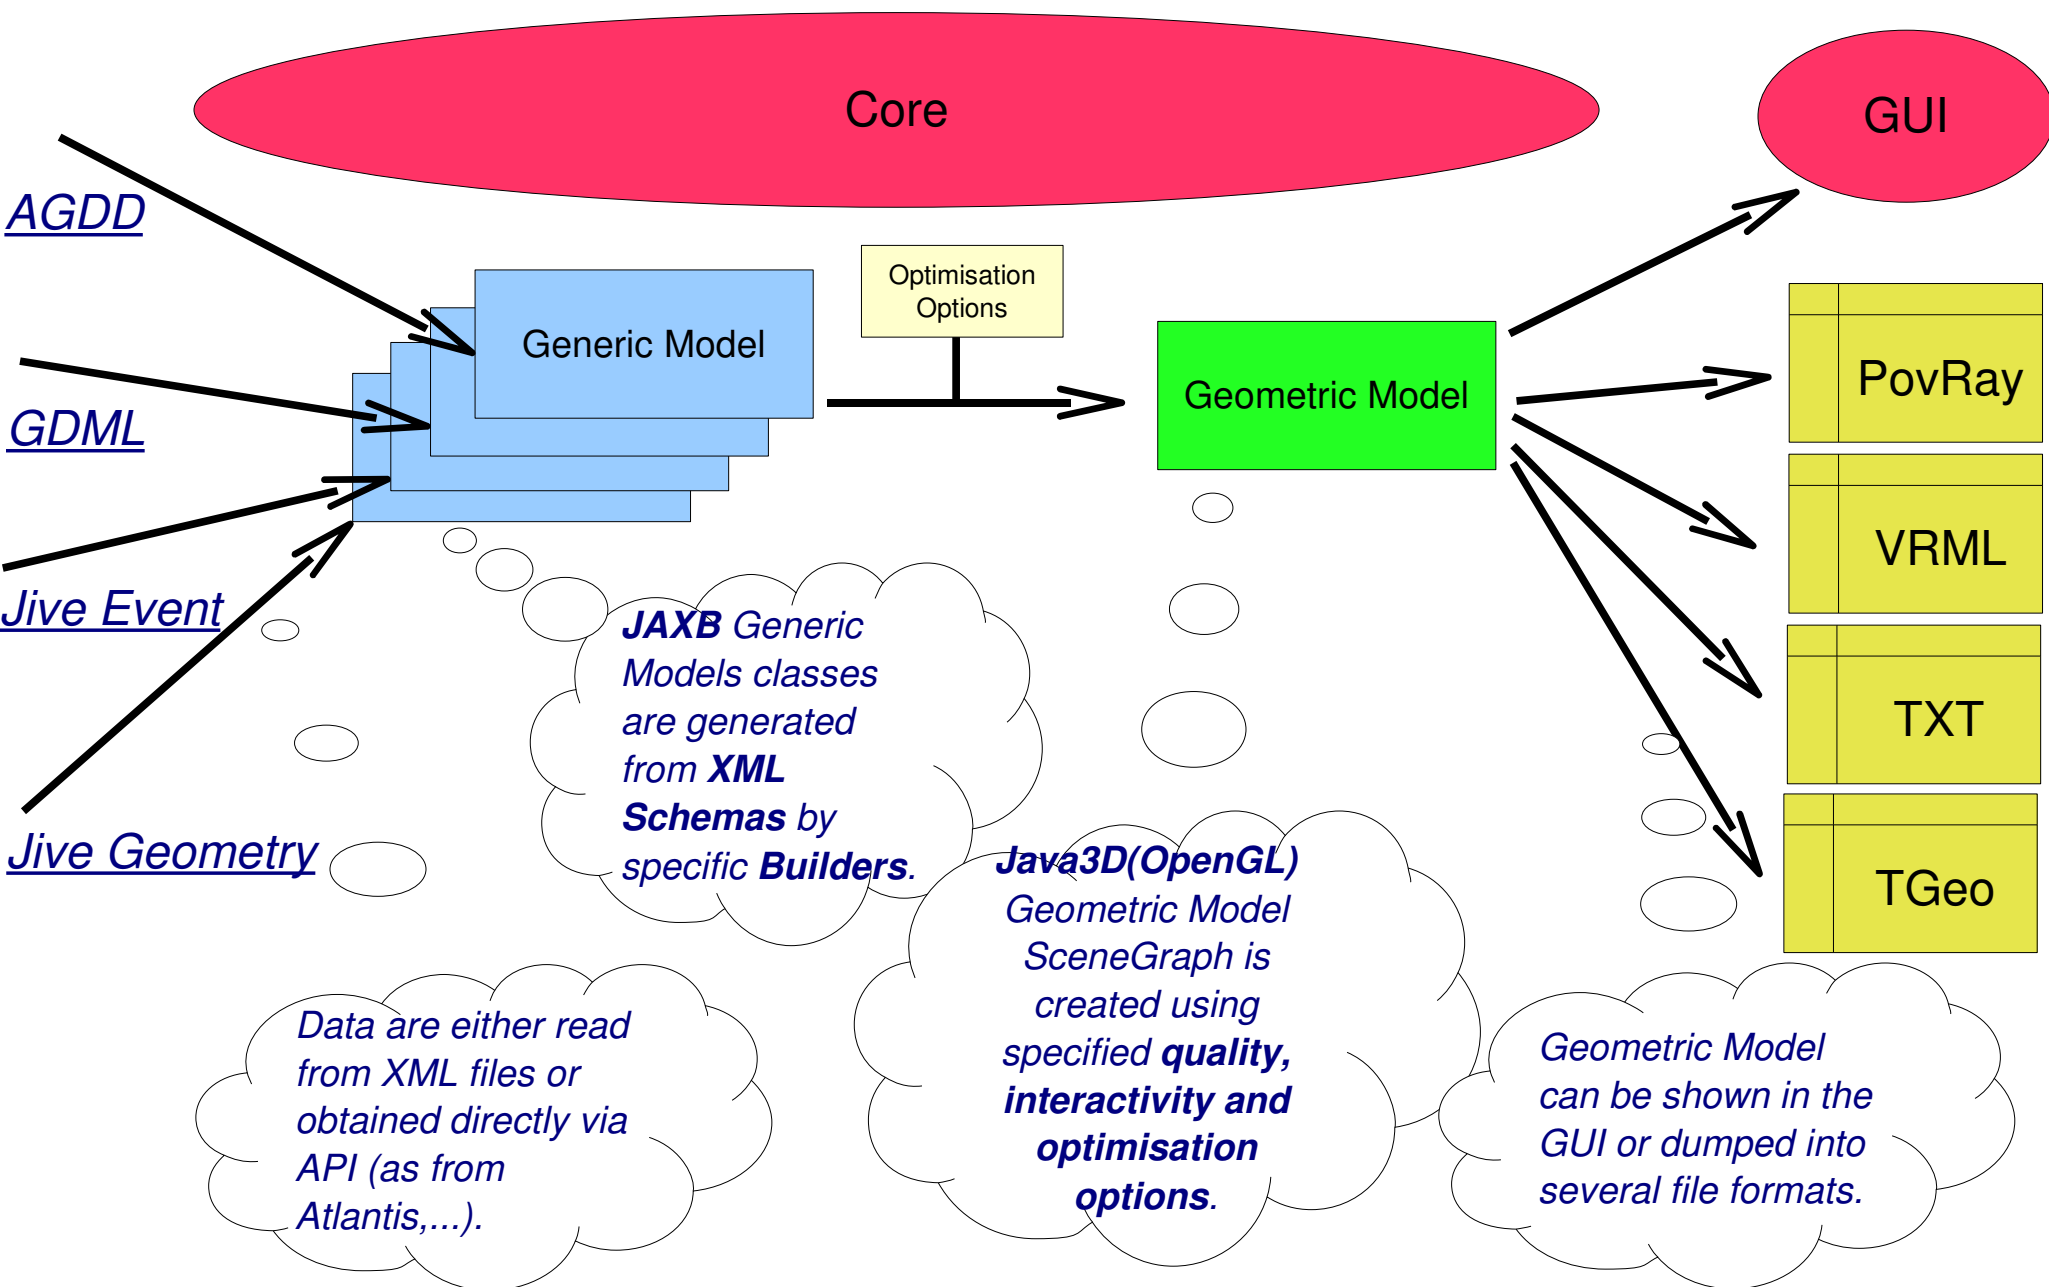 Core
GUI
AGDD
GDML
Jive Event
Jive Geometry
Generic Model
Optimisation
Options
Geometric Model
PovRay
VRML
TXT
TGeo
JAXB Generic
Models classes
are generated
from XML
Schemas by
specific Builders.
Java3D(OpenGL)
Geometric Model
SceneGraph is
created using
specified quality,
interactivity and
optimisation
options.
Data are either read
from XML files or
obtained directly via
API (as from
Atlantis,...).
Geometric Model
can be shown in the
GUI or dumped into
several file formats.